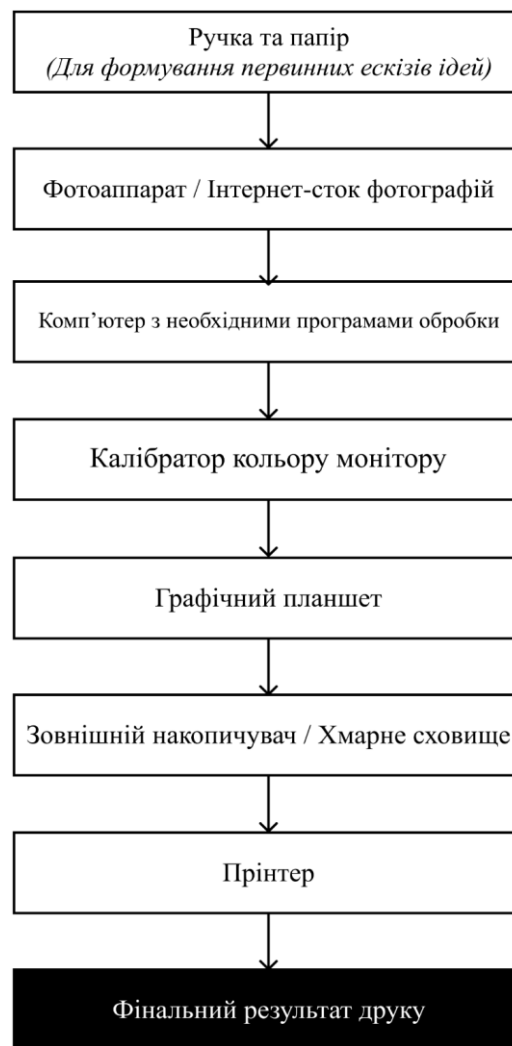 Ручка та папір
(Для формування первинних ескізів ідей)
Фотоаппарат / Інтернет-сток фотографій
Комп’ютер з необхідними програмами обробки
Калібратор кольору монітору
Графічний планшет
Зовнішній накопичувач / Хмарне сховище
Прінтер
Фінальний результат друку